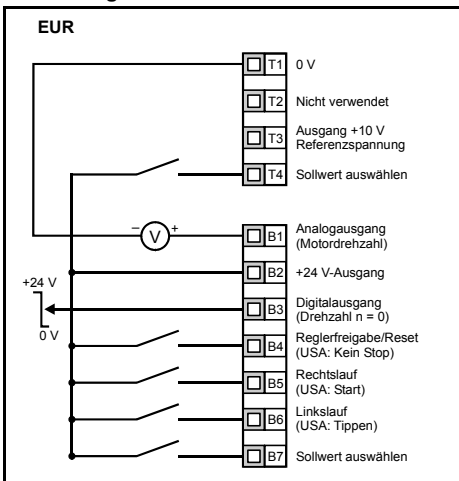 EUR
T1 0 V
T2 Nicht verwendet
T3 Ausgang +10 V
Referenzspannung
T4 Sollwert auswählen
– V +
B1 Analogausgang
(Motordrehzahl)
B2 +24 V-Ausgang
+24 V
0 V
B3 Digitalausgang
(Drehzahl n = 0)
B4 Reglerfreigabe/Reset
(USA: Kein Stop)
B5 Rechtslauf
(USA: Start)
B6 Linkslauf
(USA: Tippen)
B7 Sollwert auswählen